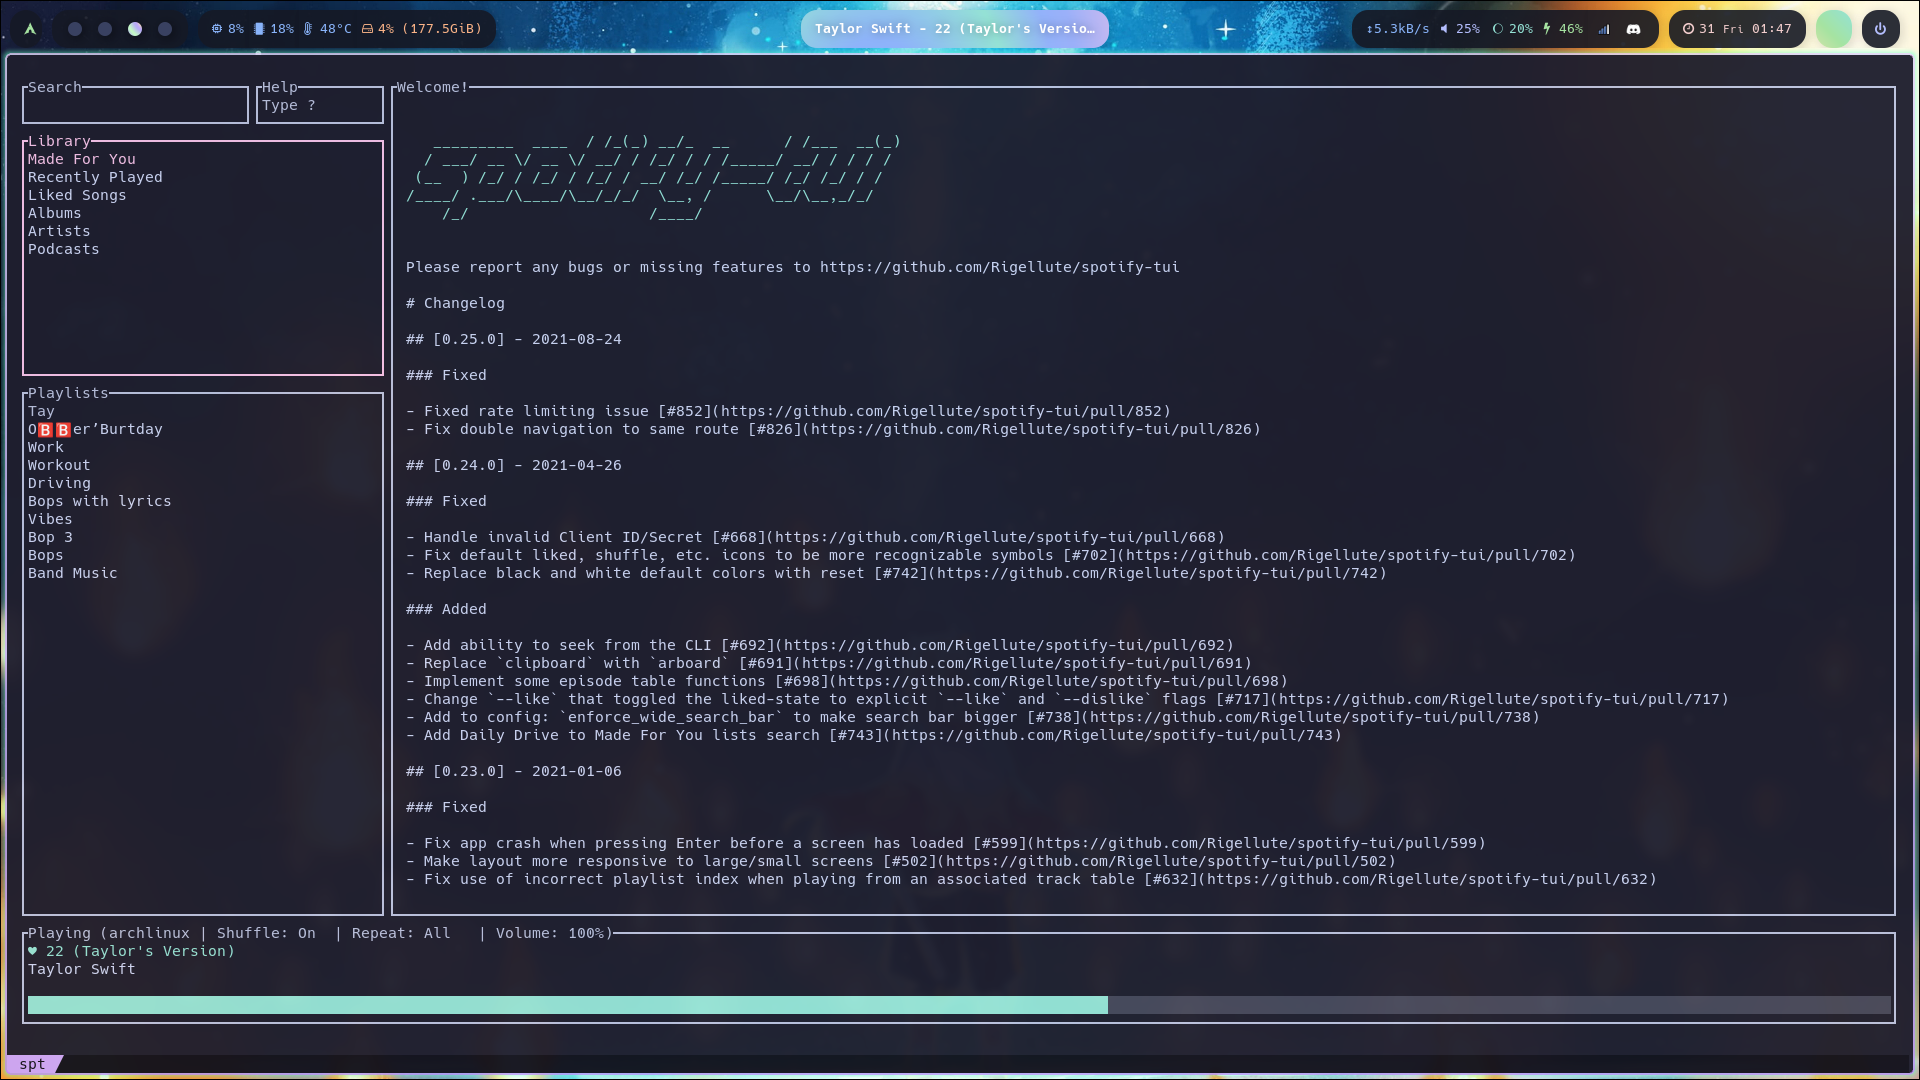 8% 18% 48°C 4% (177.5GiB)
Taylor Swift - 22 (Taylor's Versio…
↕5.3kB/s 25% 20% 46%
31 Fri 01:47
Search
Help
Type ?
Library
Made For You
Recently Played
Liked Songs
Albums
Artists
Podcasts
Playlists
Tay
O🅱🅱er’Burtday
Work
Workout
Driving
Bops with lyrics
Vibes
Bop 3
Bops
Band Music
Welcome!
spotify-tui
Please report any bugs or missing features to https://github.com/Rigellute/spotify-tui
# Changelog
## [0.25.0] - 2021-08-24
### Fixed
- Fixed rate limiting issue [#852](https://github.com/Rigellute/spotify-tui/pull/852)
- Fix double navigation to same route [#826](https://github.com/Rigellute/spotify-tui/pull/826)
## [0.24.0] - 2021-04-26
### Fixed
- Handle invalid Client ID/Secret [#668](https://github.com/Rigellute/spotify-tui/pull/668)
- Fix default liked, shuffle, etc. icons to be more recognizable symbols [#702](https://github.com/Rigellute/spotify-tui/pull/702)
- Replace black and white default colors with reset [#742](https://github.com/Rigellute/spotify-tui/pull/742)
### Added
- Add ability to seek from the CLI [#692](https://github.com/Rigellute/spotify-tui/pull/692)
- Replace `clipboard` with `arboard` [#691](https://github.com/Rigellute/spotify-tui/pull/691)
- Implement some episode table functions [#698](https://github.com/Rigellute/spotify-tui/pull/698)
- Change `--like` that toggled the liked-state to explicit `--like` and `--dislike` flags [#717](https://github.com/Rigellute/spotify-tui/pull/717)
- Add to config: `enforce_wide_search_bar` to make search bar bigger [#738](https://github.com/Rigellute/spotify-tui/pull/738)
- Add Daily Drive to Made For You lists search [#743](https://github.com/Rigellute/spotify-tui/pull/743)
## [0.23.0] - 2021-01-06
### Fixed
- Fix app crash when pressing Enter before a screen has loaded [#599](https://github.com/Rigellute/spotify-tui/pull/599)
- Make layout more responsive to large/small screens [#502](https://github.com/Rigellute/spotify-tui/pull/502)
- Fix use of incorrect playlist index when playing from an associated track table [#632](https://github.com/Rigellute/spotify-tui/pull/632)
Playing (archlinux | Shuffle: On | Repeat: All | Volume: 100%)
♥ 22 (Taylor's Version)
Taylor Swift
spt